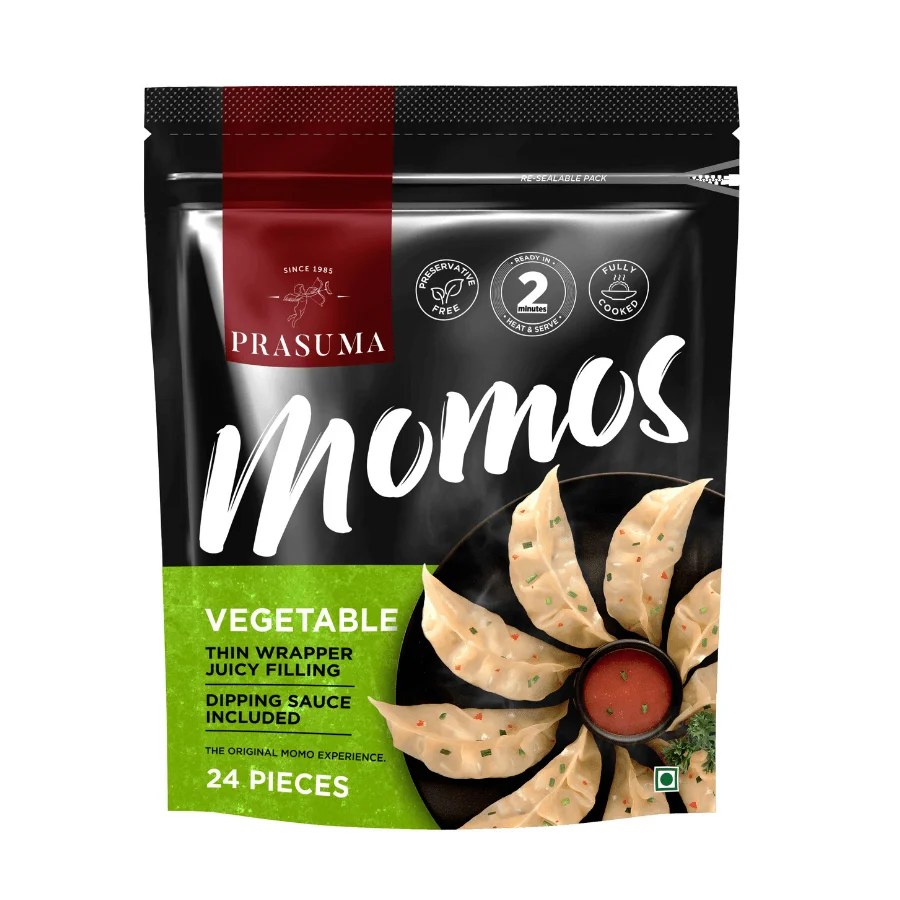 RE-SEALABLE PACK
SINCE 1985
PRASUMA
PRESERVATIVE
FREE
READY IN
2
minutes
HEAT & SERVE
FULLY
COOKED
Momos
VEGETABLE
THIN WRAPPER
JUICY FILLING
DIPPING SAUCE
INCLUDED
THE ORIGINAL MOMO EXPERIENCE.
24 PIECES